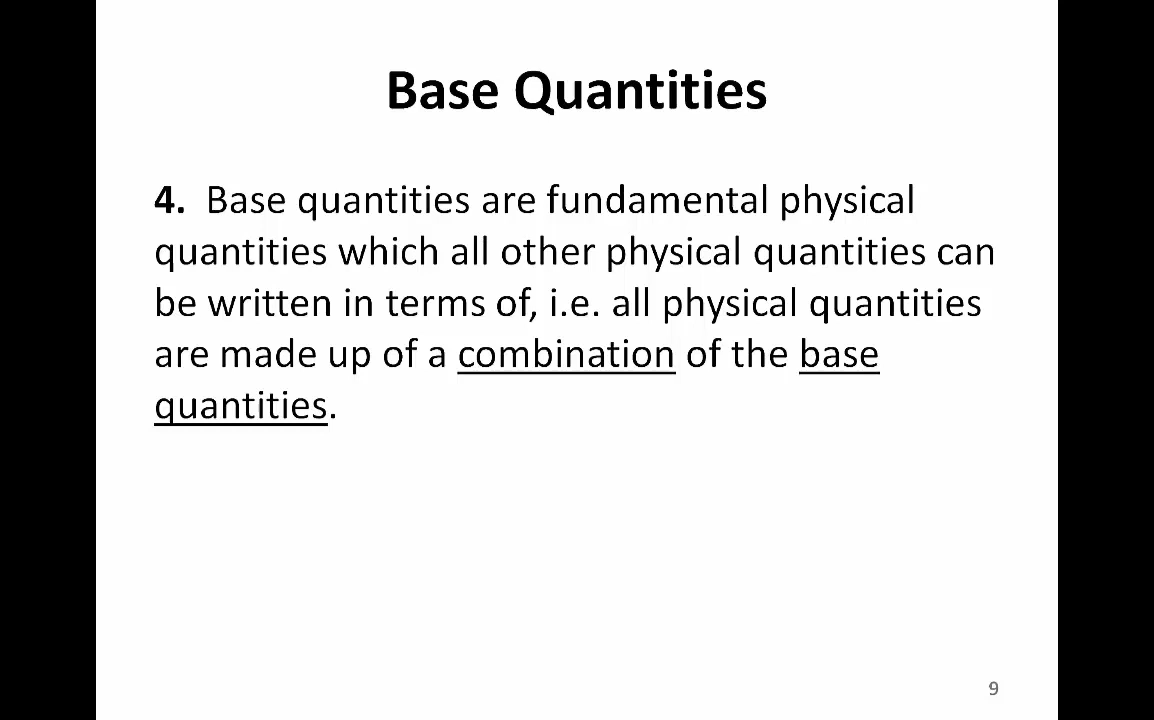 Base Quantities
4. Base quantities are fundamental physical
quantities which all other physical quantities can
be written in terms of, i.e. all physical quantities
are made up of a combination of the base
quantities.
9